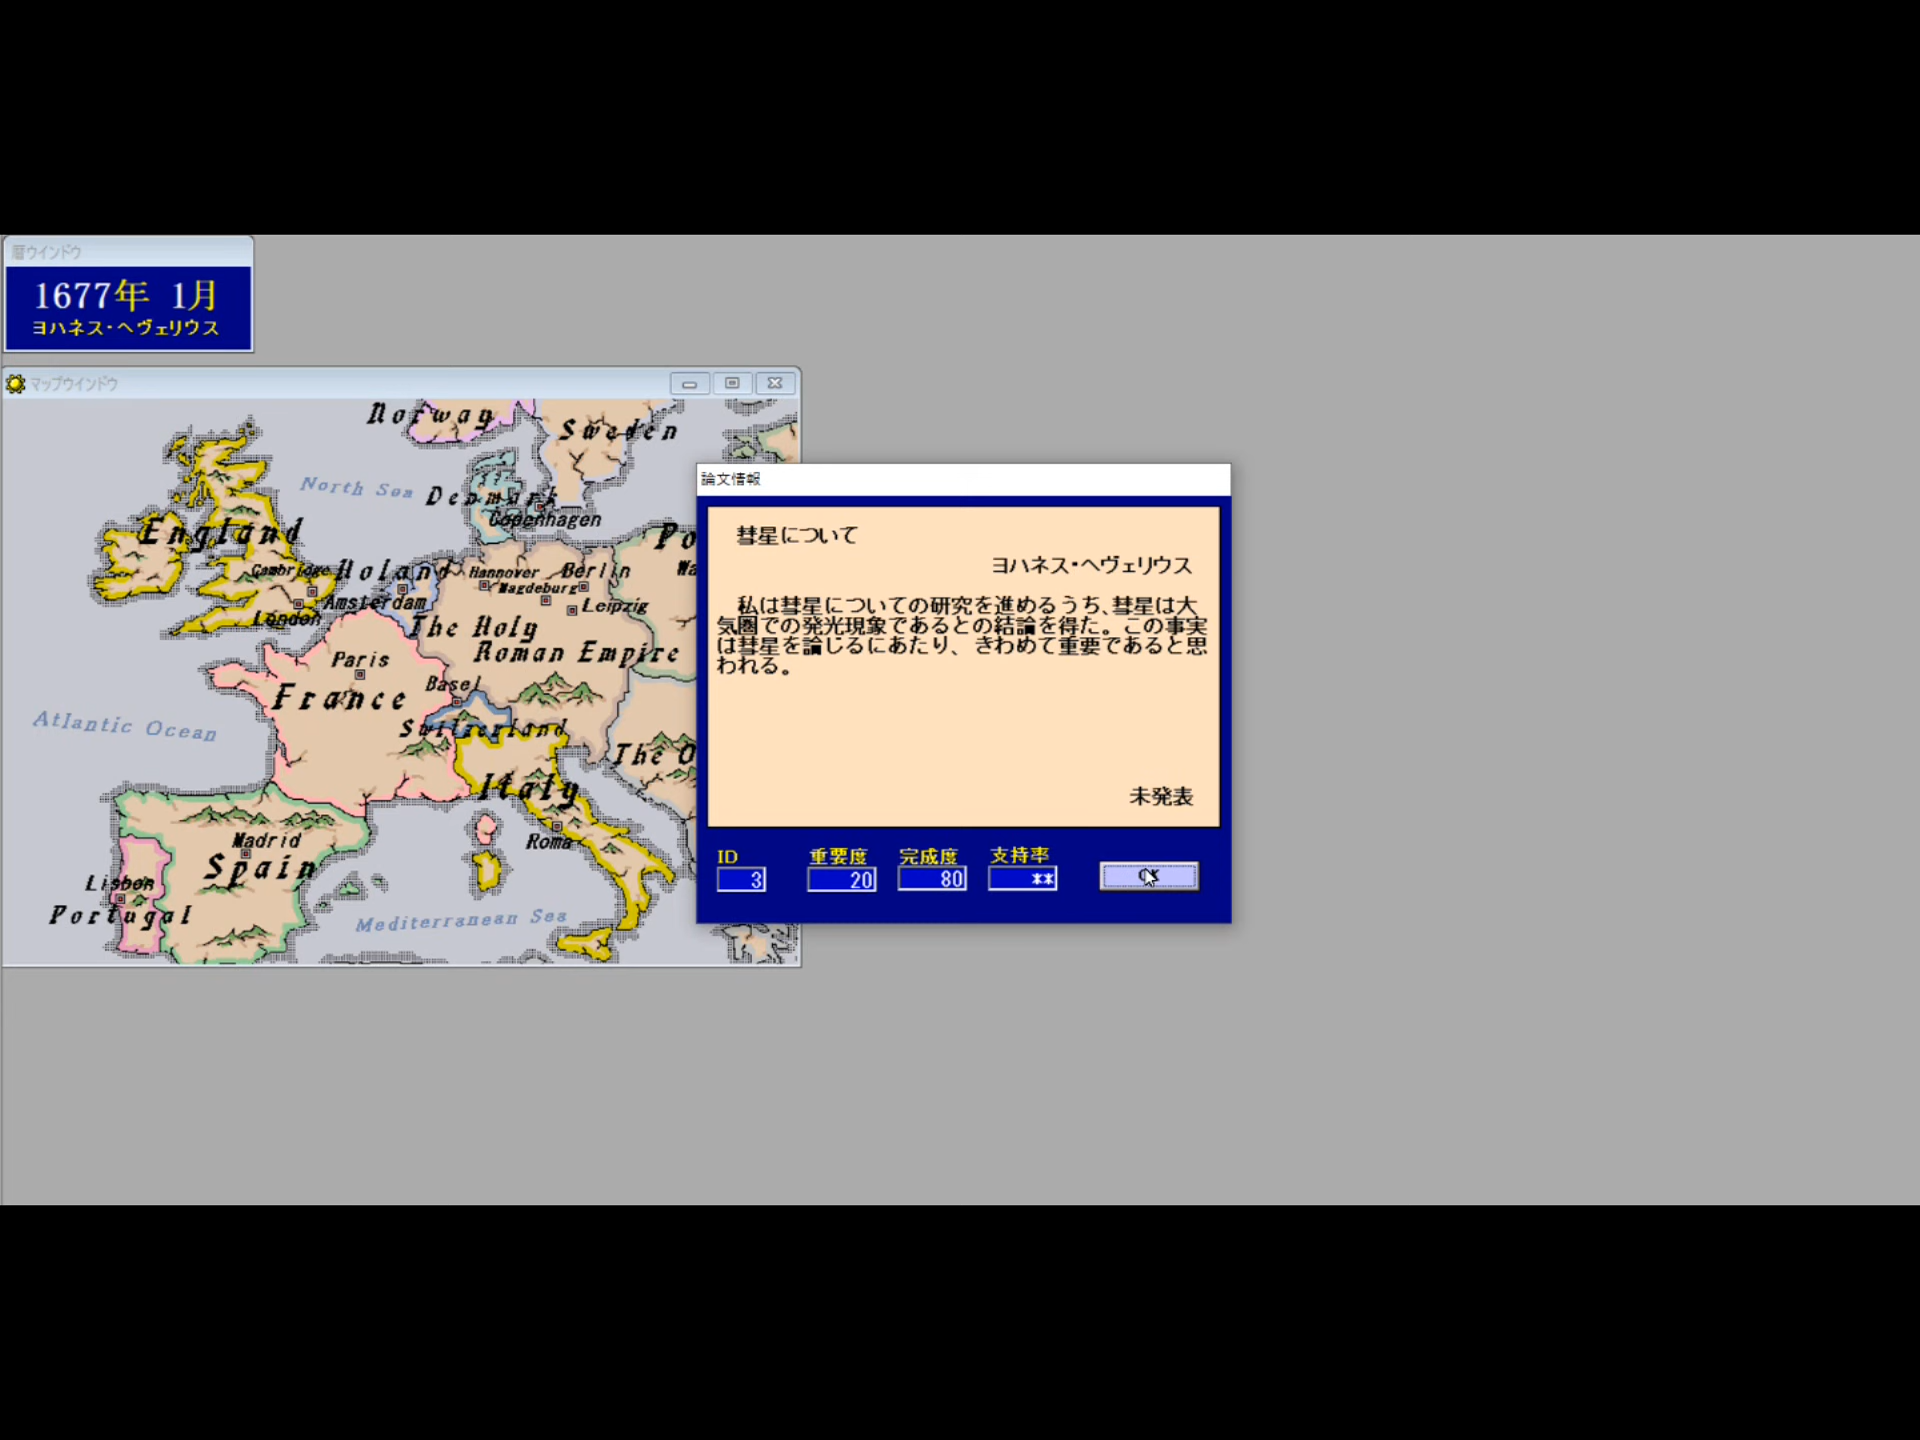 暦ウインドウ
1677年 1月
ヨハネス・ヘヴェリウス
マップウインドウ
Norway
Sweden
North Sea
Denmark
Copenhagen
England
Po
Cambridge
Holand
Hannover
Berlin
Wa
Magdeburg
Amsterdam
Leipzig
London
The Holy
Roman Empire
Paris
Basel
France
Switzerland
Atlantic Ocean
The O
Italy
Madrid
Roma
Spain
Lisbon
Portugal
Mediterranean Sea
論文情報
彗星について
ヨハネス・ヘヴェリウス
私は彗星についての研究を進めるうち、彗星は大
気圏での発光現象であるとの結論を得た。この事実
は彗星を論じるにあたり、きわめて重要であると思
われる。
未発表
ID
重要度
完成度
支持率
3
20
80
**
OK